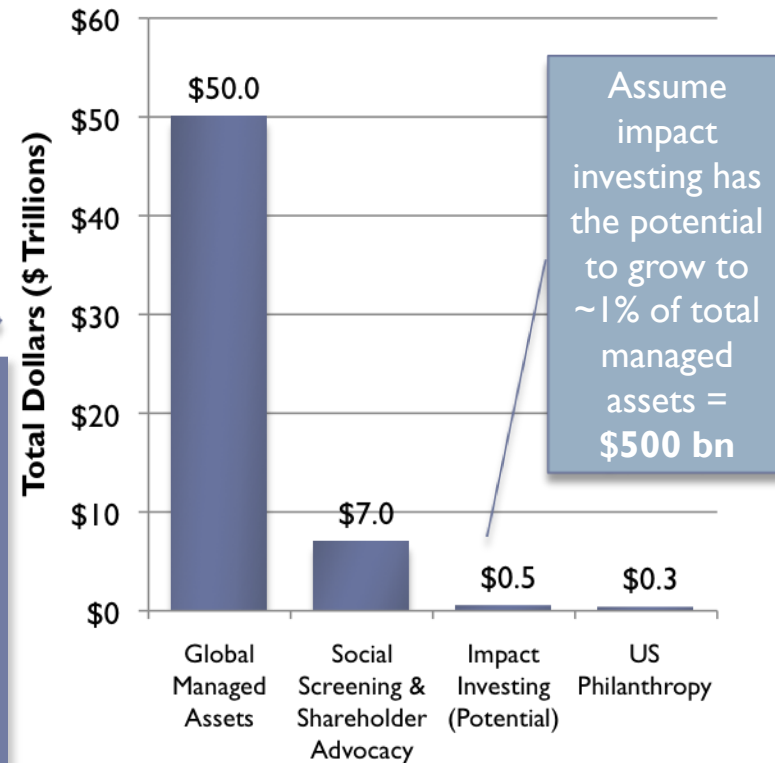 Total Dollars ($ Trillions)
$60
$50
$40
$30
$20
$10
$0
$50.0
$7.0
$0.5
$0.3
Assume
impact
investing has
the potential
to grow to
~1% of total
managed
assets =
$500 bn
Global
Managed
Assets
Social
Screening &
Shareholder
Advocacy
Impact
Investing
(Potential)
US
Philanthropy